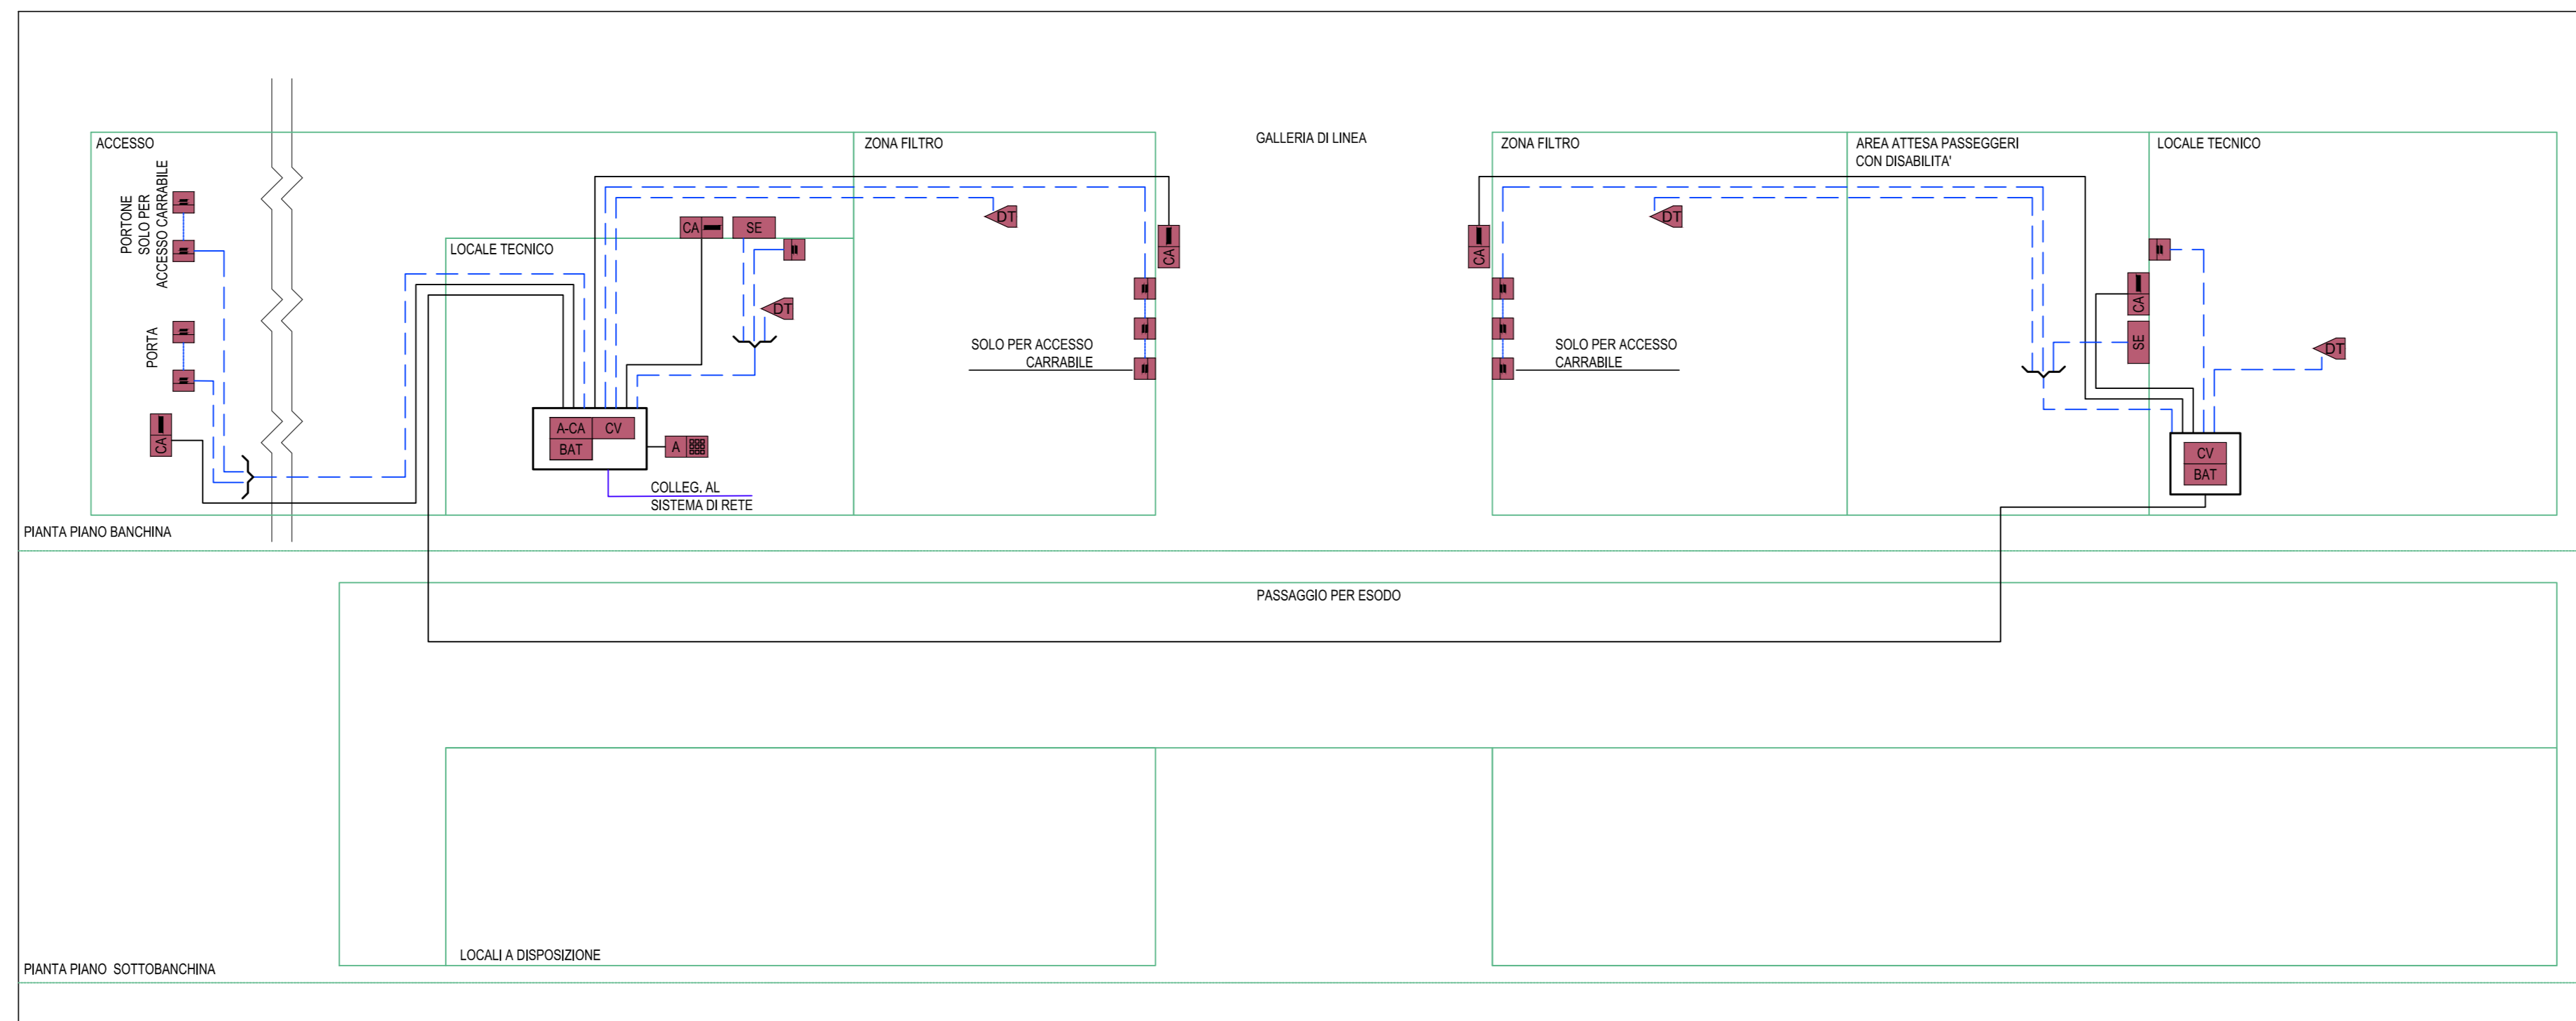 ACCESSO
ZONA FILTRO
GALLERIA DI LINEA
ZONA FILTRO
AREA ATTESA PASSEGGERI
CON DISABILITA'
LOCALE TECNICO
PORTONE
SOLO PER
ACCESSO CARRABILE
PORTA
CA
LOCALE TECNICO
CA
SE
DT
DT
CA
SOLO PER ACCESSO
CARRABILE
A-CA
CV
BAT
A
COLLEG. AL
SISTEMA DI RETE
CA
DT
SOLO PER ACCESSO
CARRABILE
CA
SE
DT
CV
BAT
PIANTA PIANO BANCHINA
PASSAGGIO PER ESODO
LOCALI A DISPOSIZIONE
PIANTA PIANO SOTTOBANCHINA